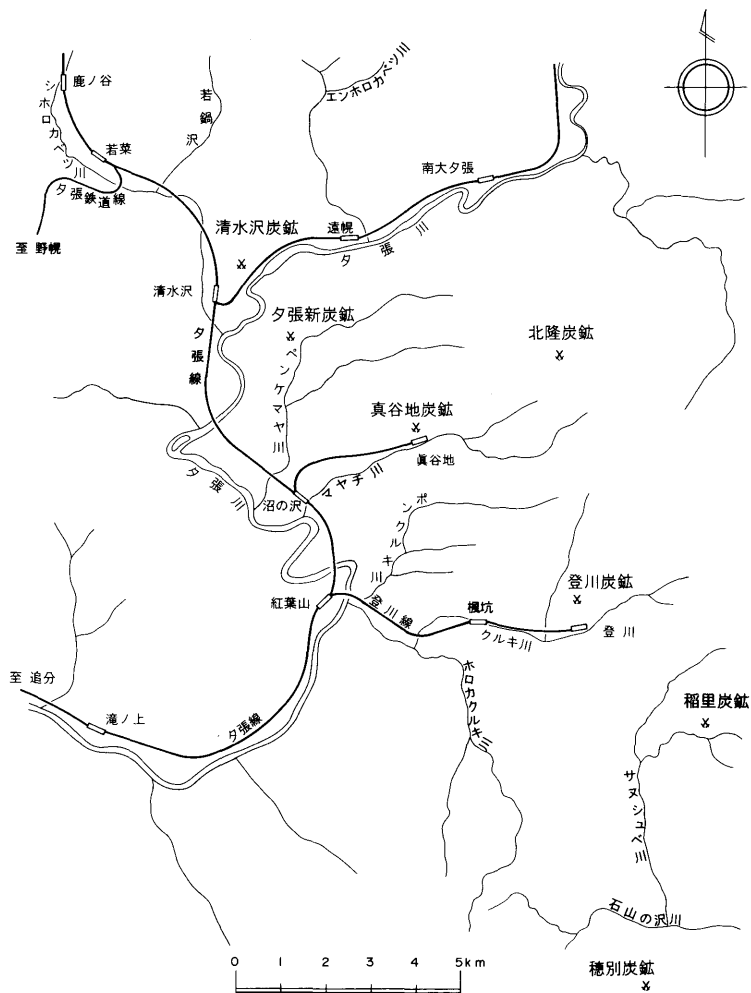 鹿ノ谷
シホロカベツ川
若鍋沢
エンホロカベツ川
若菜
夕張鉄道線
至 野幌
南大夕張
清水沢炭鉱
遠幌
夕張川
清水沢
夕張新炭鉱
夕張線
ペンケマヤ川
北隆炭鉱
真谷地炭鉱
眞谷地
マヤチ川
夕張川
沼の沢
ポンクルキ川
登川炭鉱
紅葉山
登川線
楓坑
クルキ川
登川
至 追分
滝ノ上
夕張線
ホロカクルキ川
稲里炭鉱
サヌシュベ川
石山の沢川
穂別炭鉱
0 1 2 3 4 5km